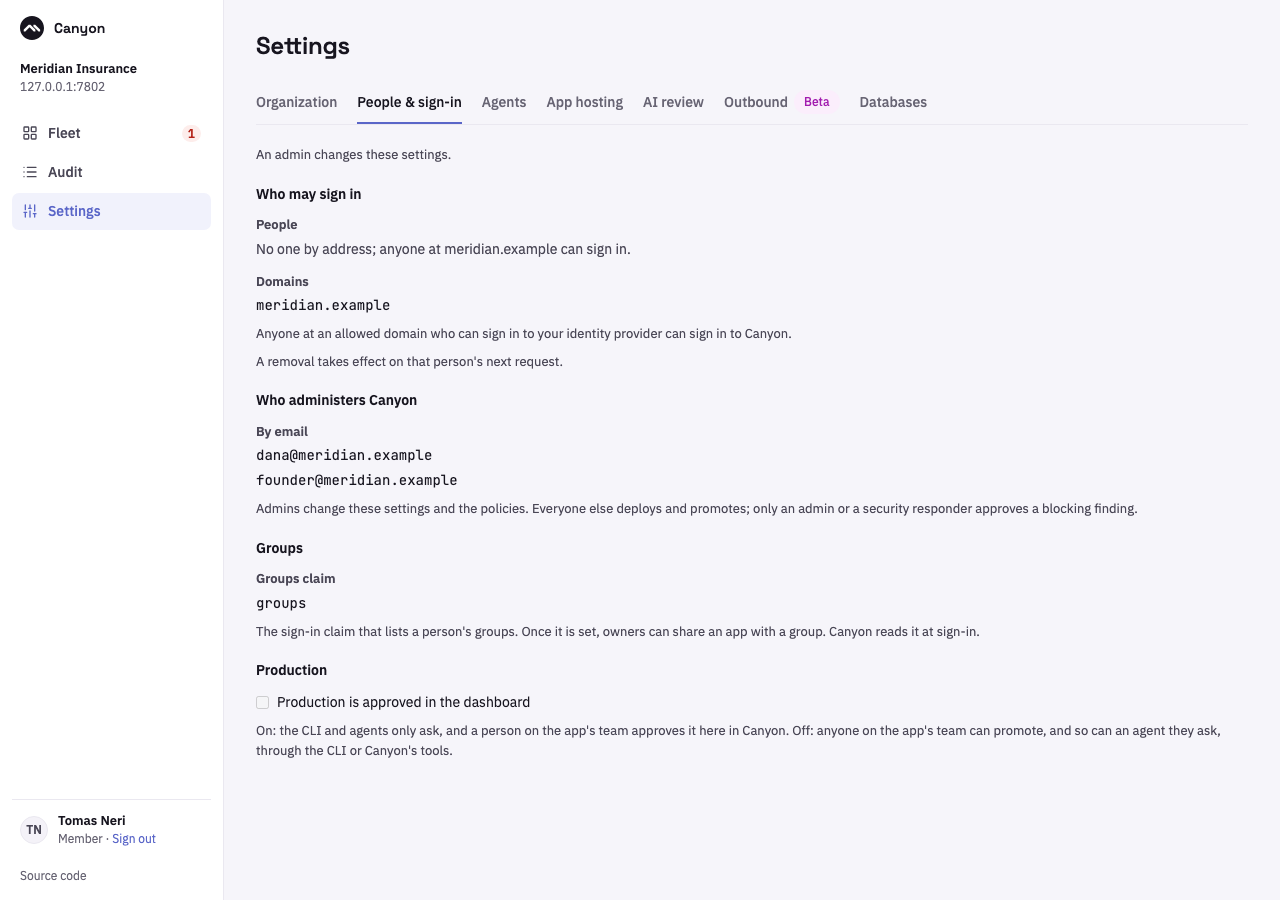 Canyon
Meridian Insurance
127.0.0.1:7802
Fleet
1
Audit
Settings
Settings
Organization
People & sign-in
Agents
App hosting
AI review
Outbound
Beta
Databases
An admin changes these settings.
Who may sign in
People
No one by address; anyone at meridian.example can sign in.
Domains
meridian.example
Anyone at an allowed domain who can sign in to your identity provider can sign in to Canyon.
A removal takes effect on that person's next request.
Who administers Canyon
By email
dana@meridian.example
founder@meridian.example
Admins change these settings and the policies. Everyone else deploys and promotes; only an admin or a security responder approves a blocking finding.
Groups
Groups claim
groups
The sign-in claim that lists a person's groups. Once it is set, owners can share an app with a group. Canyon reads it at sign-in.
Production
Production is approved in the dashboard
On: the CLI and agents only ask, and a person on the app's team approves it here in Canyon. Off: anyone on the app's team can promote, and so can an agent they ask,
through the CLI or Canyon's tools.
TN
Tomas Neri
Member · Sign out
Source code